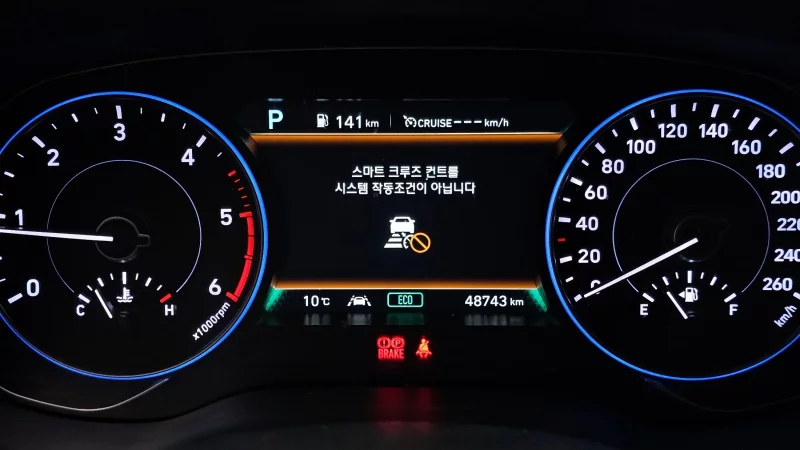 P 141 km CRUISE --- km/h
스마트 크루즈 컨트롤
시스템 작동조건이 아닙니다
10℃ ECO 48743 km
BRAKE
0 1 2 3 4 5 6
x1000rpm
C H
0 20 40 60 80 100 120 140 160 180 200 220 240 260
km/h
E F